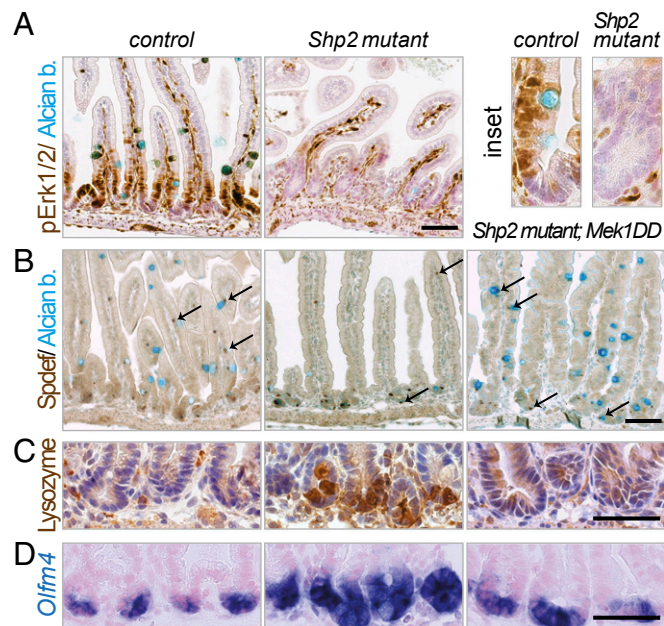 A
control
Shp2 mutant
control
Shp2
mutant
pErk1/2/ Alcian b.
inset
Shp2 mutant; Mek1DD
B
Spdef/ Alcian b.
C
Lysozyme
D
Olfm4